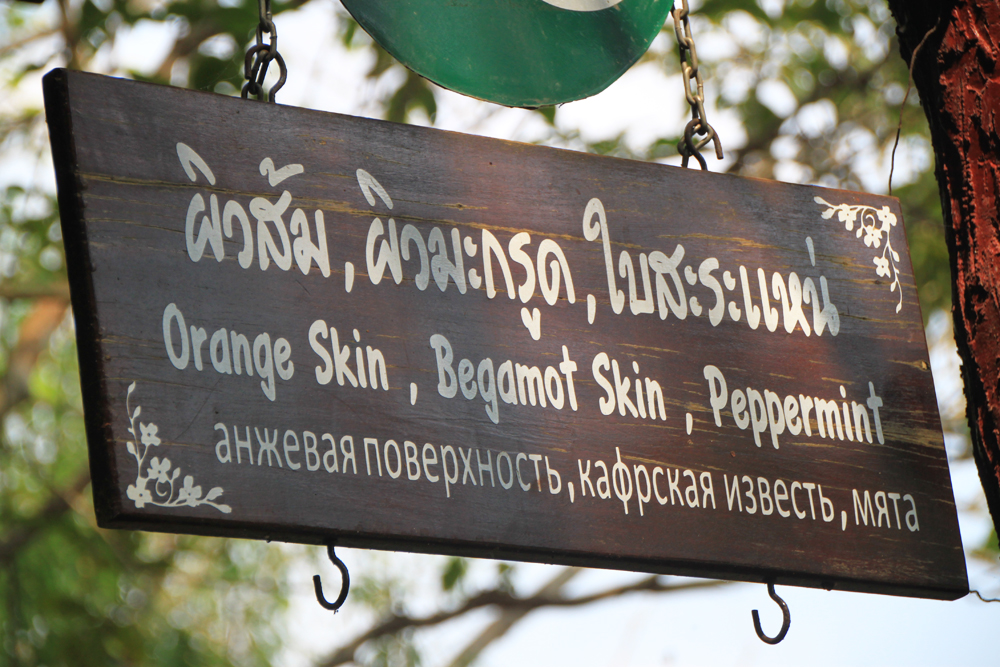 ผิวส้ม, ผิวมะกรูด, ใบสะระแหน่
Orange Skin , Begamot Skin , Peppermint
анжевая поверхность, кафрская известь, мята